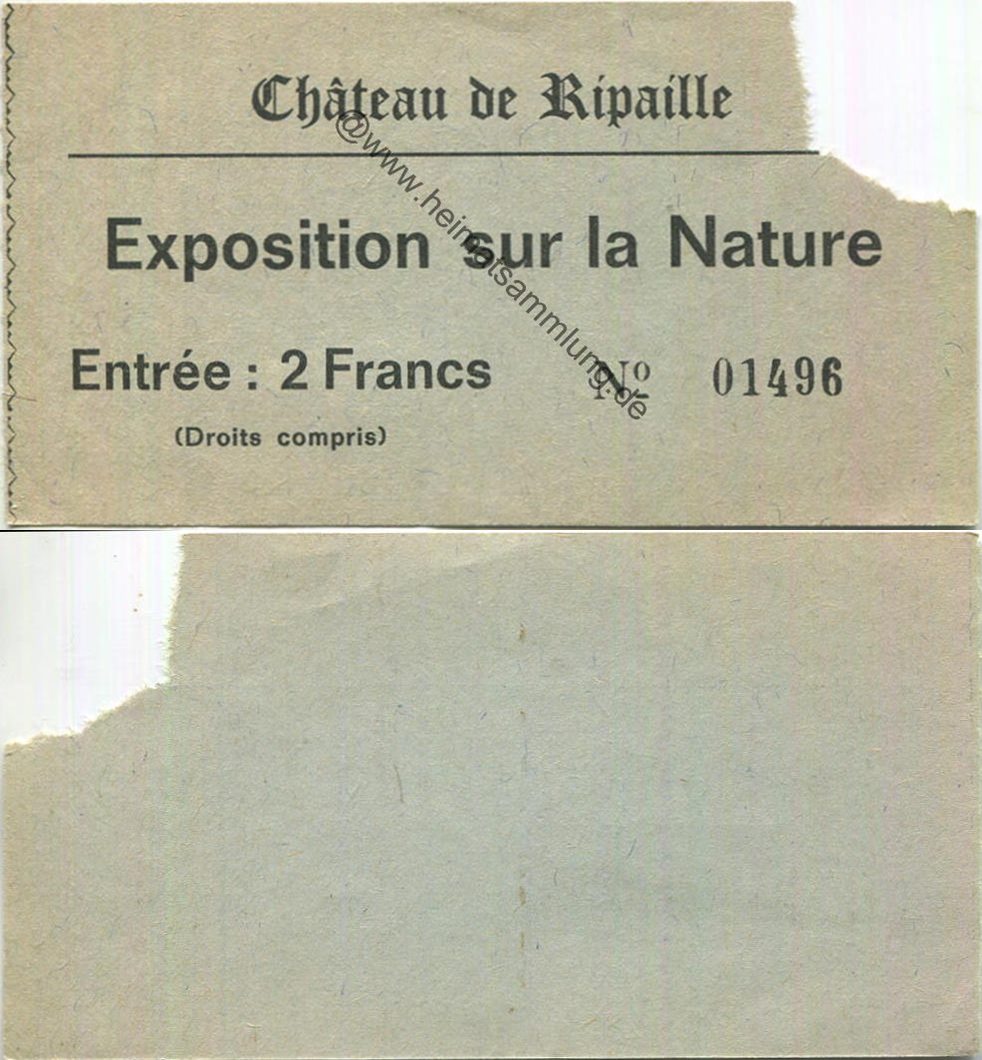 Château de Ripaille
Exposition sur la Nature
Entrée : 2 Francs Nº 01496
(Droits compris)
@www.heimatsammlung.de